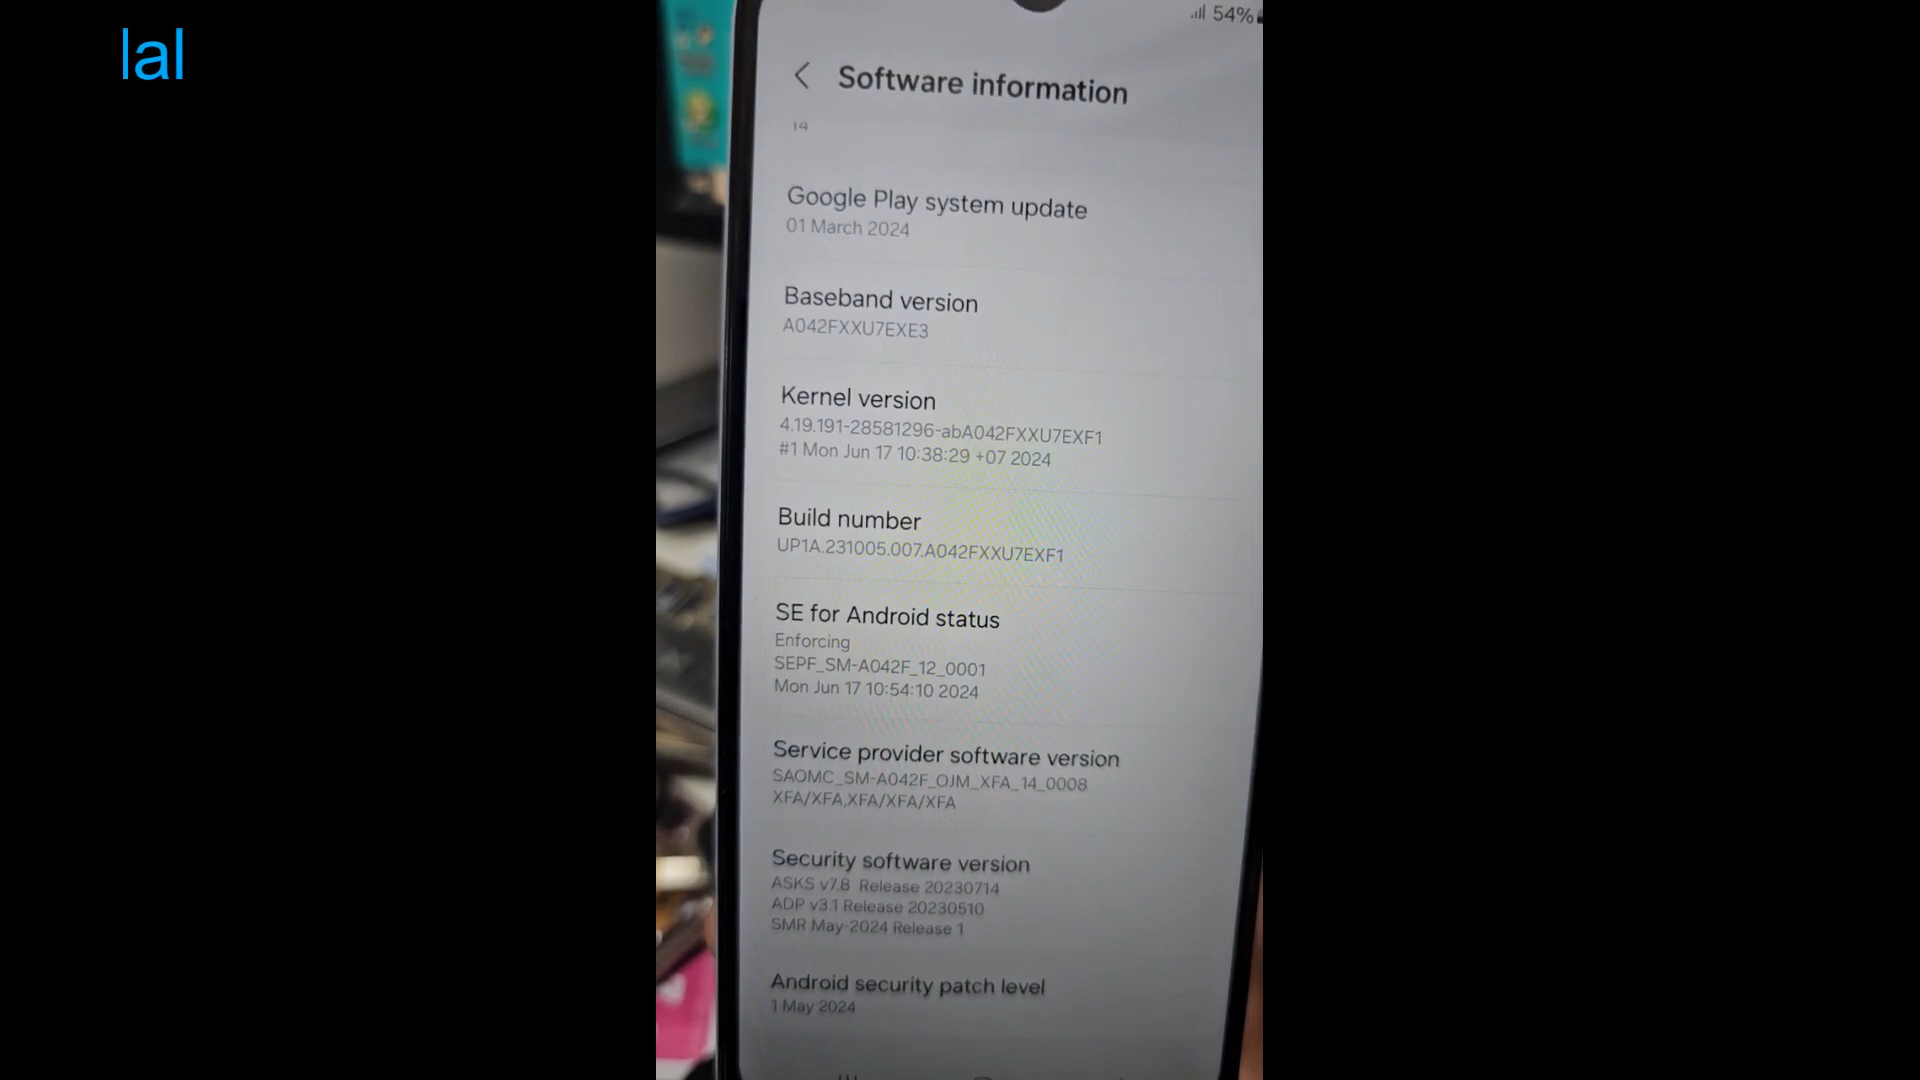 lal
54%
Software information
14
Google Play system update
01 March 2024
Baseband version
A042FXXU7EXE3
Kernel version
4.19.191-28581296-abA042FXXU7EXF1
#1 Mon Jun 17 10:38:29 +07 2024
Build number
UP1A.231005.007.A042FXXU7EXF1
SE for Android status
Enforcing
SEPF_SM-A042F_12_0001
Mon Jun 17 10:54:10 2024
Service provider software version
SAOMC_SM-A042F_OJM_XFA_14_0008
XFA/XFA,XFA/XFA/XFA
Security software version
ASKS v7.8 Release 20230714
ADP v3.1 Release 20230510
SMR May-2024 Release 1
Android security patch level
1 May 2024